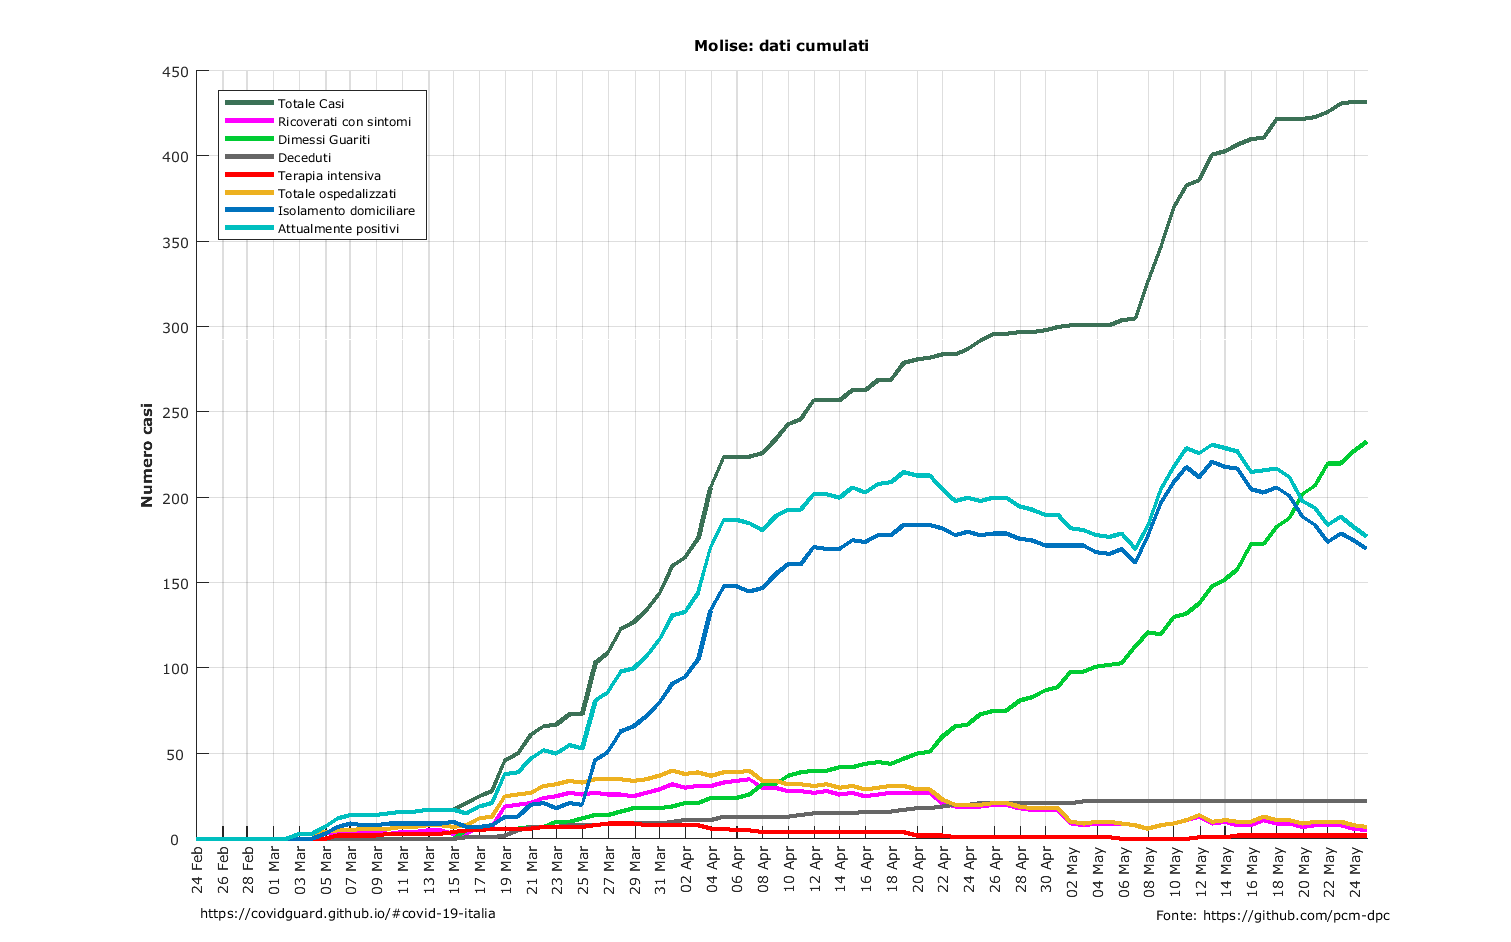 Molise: dati cumulati
450
400
350
300
250
200
150
100
50
0
Numero casi
Totale Casi
Ricoverati con sintomi
Dimessi Guariti
Deceduti
Terapia intensiva
Totale ospedalizzati
Isolamento domiciliare
Attualmente positivi
24 Feb
26 Feb
28 Feb
01 Mar
03 Mar
05 Mar
07 Mar
09 Mar
11 Mar
13 Mar
15 Mar
17 Mar
19 Mar
21 Mar
23 Mar
25 Mar
27 Mar
29 Mar
31 Mar
02 Apr
04 Apr
06 Apr
08 Apr
10 Apr
12 Apr
14 Apr
16 Apr
18 Apr
20 Apr
22 Apr
24 Apr
26 Apr
28 Apr
30 Apr
02 May
04 May
06 May
08 May
10 May
12 May
14 May
16 May
18 May
20 May
22 May
24 May
https://covidguard.github.io/#covid-19-italia
Fonte: https://github.com/pcm-dpc